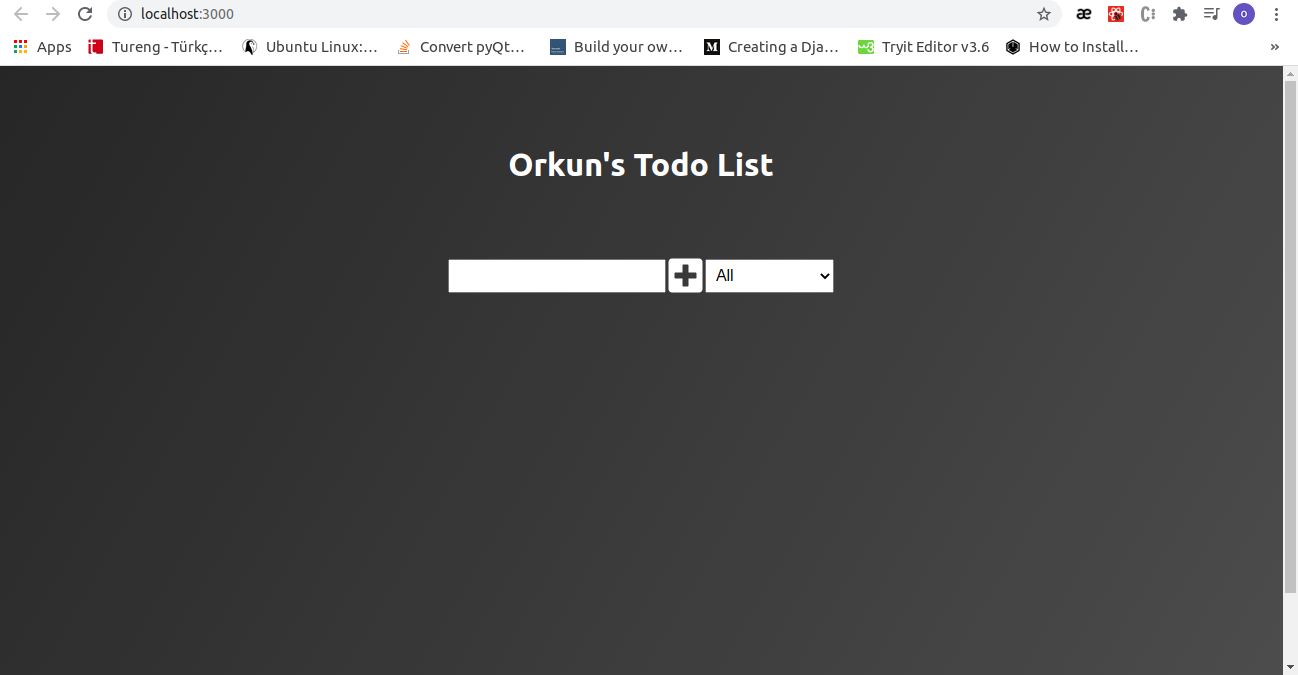 localhost:3000
Apps Tureng - Türkç... Ubuntu Linux:... Convert pyQt... Build your ow... M Creating a Dja... Tryit Editor v3.6 How to Install... »
Orkun's Todo List
All